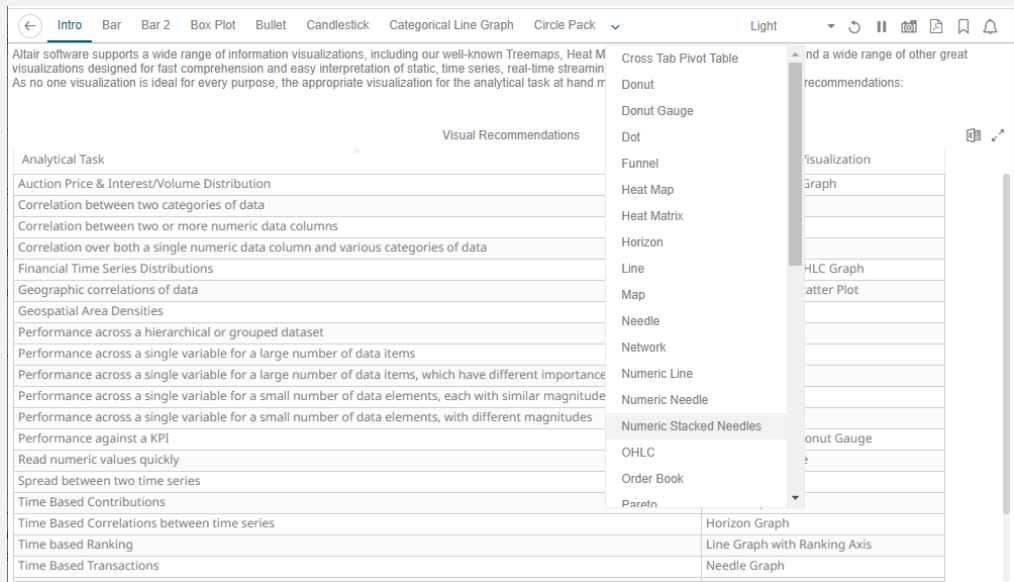 Intro Bar Bar 2 Box Plot Bullet Candlestick Categorical Line Graph Circle Pack Light
Altair software supports a wide range of information visualizations, including our well-known Treemaps, Heat M nd a wide range of other great
visualizations designed for fast comprehension and easy interpretation of static, time series, real-time streamin
As no one visualization is ideal for every purpose, the appropriate visualization for the analytical task at hand m recommendations:
Visual Recommendations
Analytical Task Visualization
Auction Price & Interest/Volume Distribution Graph
Correlation between two categories of data
Correlation between two or more numeric data columns
Correlation over both a single numeric data column and various categories of data
Financial Time Series Distributions HLC Graph
Geographic correlations of data atter Plot
Geospatial Area Densities
Performance across a hierarchical or grouped dataset
Performance across a single variable for a large number of data items
Performance across a single variable for a large number of data items, which have different importance
Performance across a single variable for a small number of data elements, each with similar magnitude
Performance across a single variable for a small number of data elements, with different magnitudes
Performance against a KPI onut Gauge
Read numeric values quickly
Spread between two time series
Time Based Contributions
Time Based Correlations between time series Horizon Graph
Time based Ranking Line Graph with Ranking Axis
Time Based Transactions Needle Graph
Cross Tab Pivot Table
Donut
Donut Gauge
Dot
Funnel
Heat Map
Heat Matrix
Horizon
Line
Map
Needle
Network
Numeric Line
Numeric Needle
Numeric Stacked Needles
OHLC
Order Book
Pareto